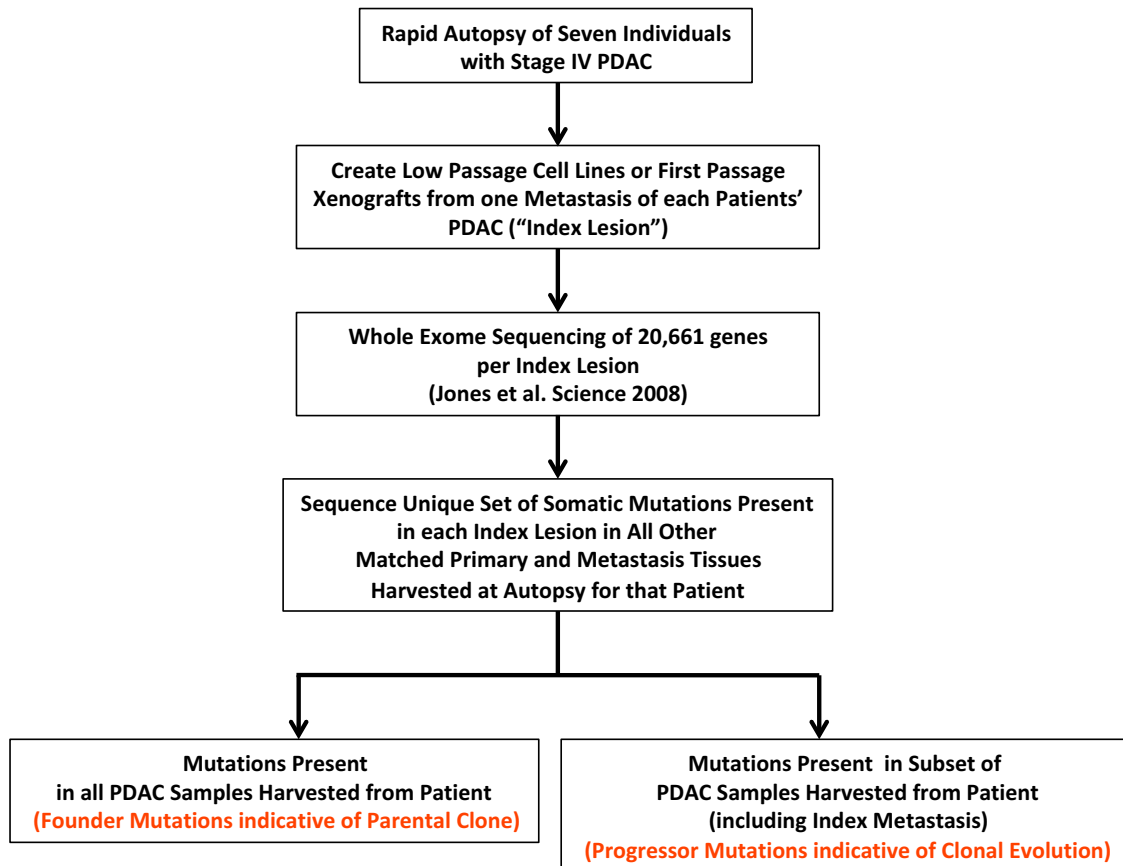 Rapid Autopsy of Seven Individuals
with Stage IV PDAC
Create Low Passage Cell Lines or First Passage
Xenografts from one Metastasis of each Patients’
PDAC (“Index Lesion”)
Whole Exome Sequencing of 20,661 genes
per Index Lesion
(Jones et al. Science 2008)
Sequence Unique Set of Somatic Mutations Present
in each Index Lesion in All Other
Matched Primary and Metastasis Tissues
Harvested at Autopsy for that Patient
Mutations Present
in all PDAC Samples Harvested from Patient
(Founder Mutations indicative of Parental Clone)
Mutations Present in Subset of
PDAC Samples Harvested from Patient
(including Index Metastasis)
(Progressor Mutations indicative of Clonal Evolution)